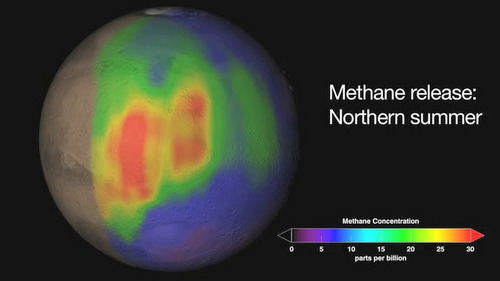 Methane release:
Northern summer
Methane Concentration
0 5 10 15 20 25 30
parts per billion